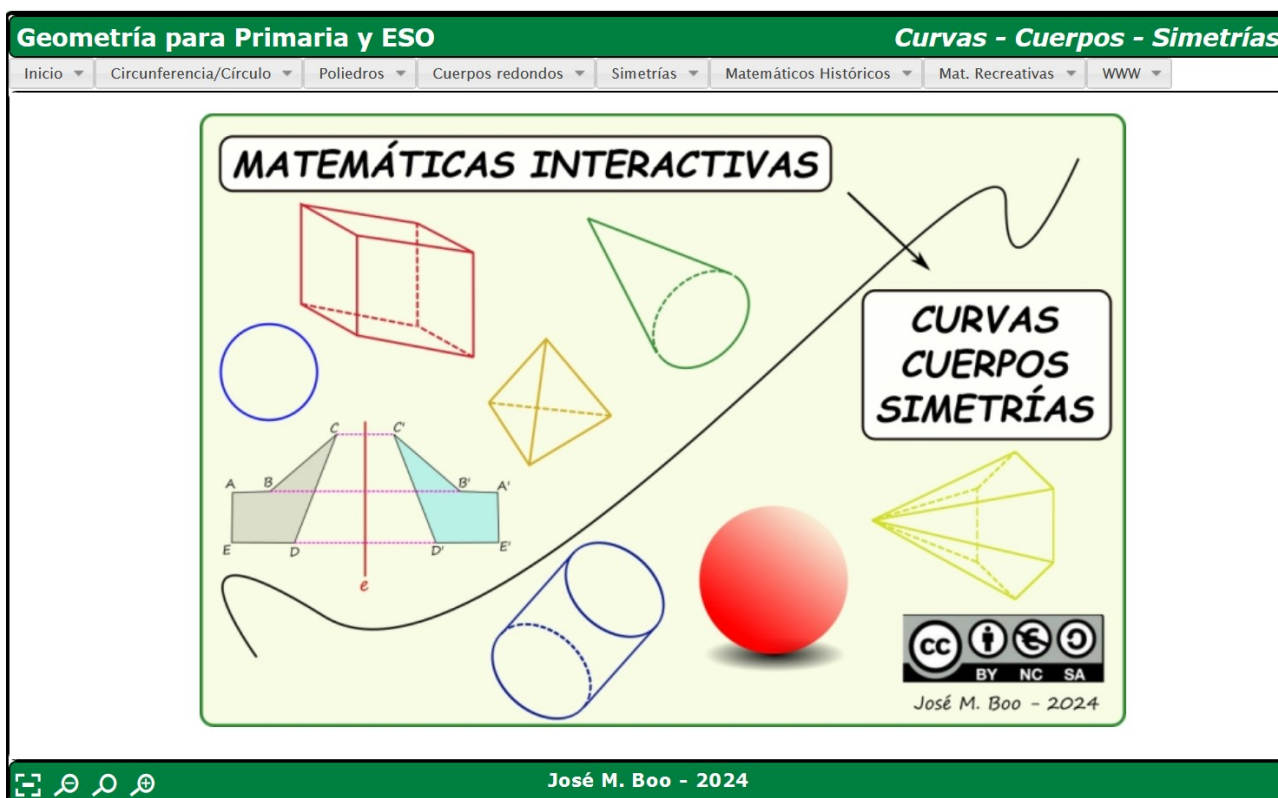 Geometría para Primaria y ESO
Curvas - Cuerpos - Simetrías
Inicio Circunferencia/Círculo Poliedros Cuerpos redondos Simetrías Matemáticos Históricos Mat. Recreativas WWW
MATEMÁTICAS INTERACTIVAS
CURVAS
CUERPOS
SIMETRÍAS
C C'
A B B' A'
E D D' E'
e
cc
BY NC SA
José M. Boo - 2024
José M. Boo - 2024